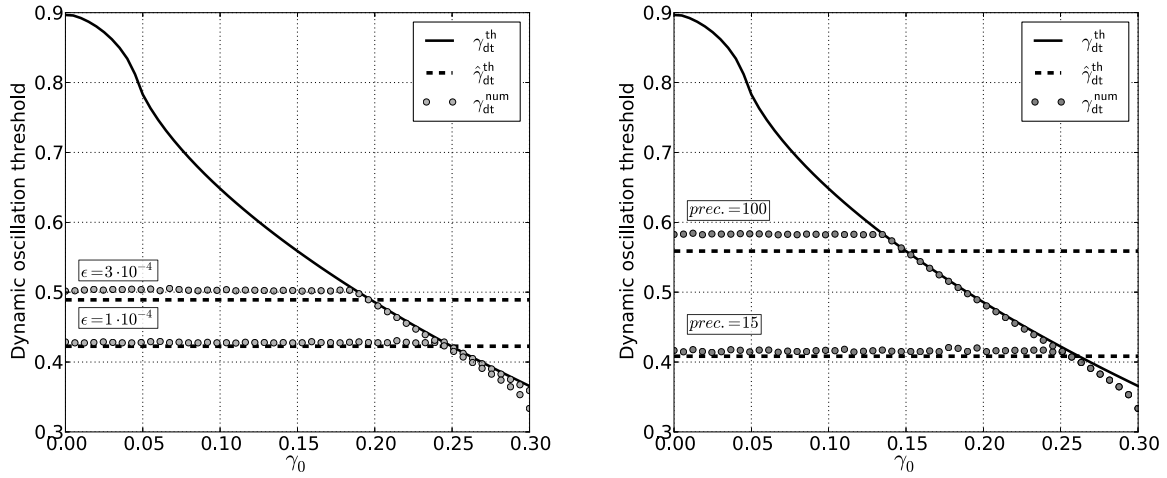 0.9
0.8
0.7
0.6
0.5
0.4
0.3
0.00
0.05
0.10
0.15
0.20
0.25
0.30
γ₀
Dynamic oscillation threshold
γ_dt^th
γ̂_dt^th
γ_dt^num
ϵ=3·10⁻⁴
ϵ=1·10⁻⁴
0.9
0.8
0.7
0.6
0.5
0.4
0.3
0.00
0.05
0.10
0.15
0.20
0.25
0.30
γ₀
Dynamic oscillation threshold
γ_dt^th
γ̂_dt^th
γ_dt^num
prec.=100
prec.=15